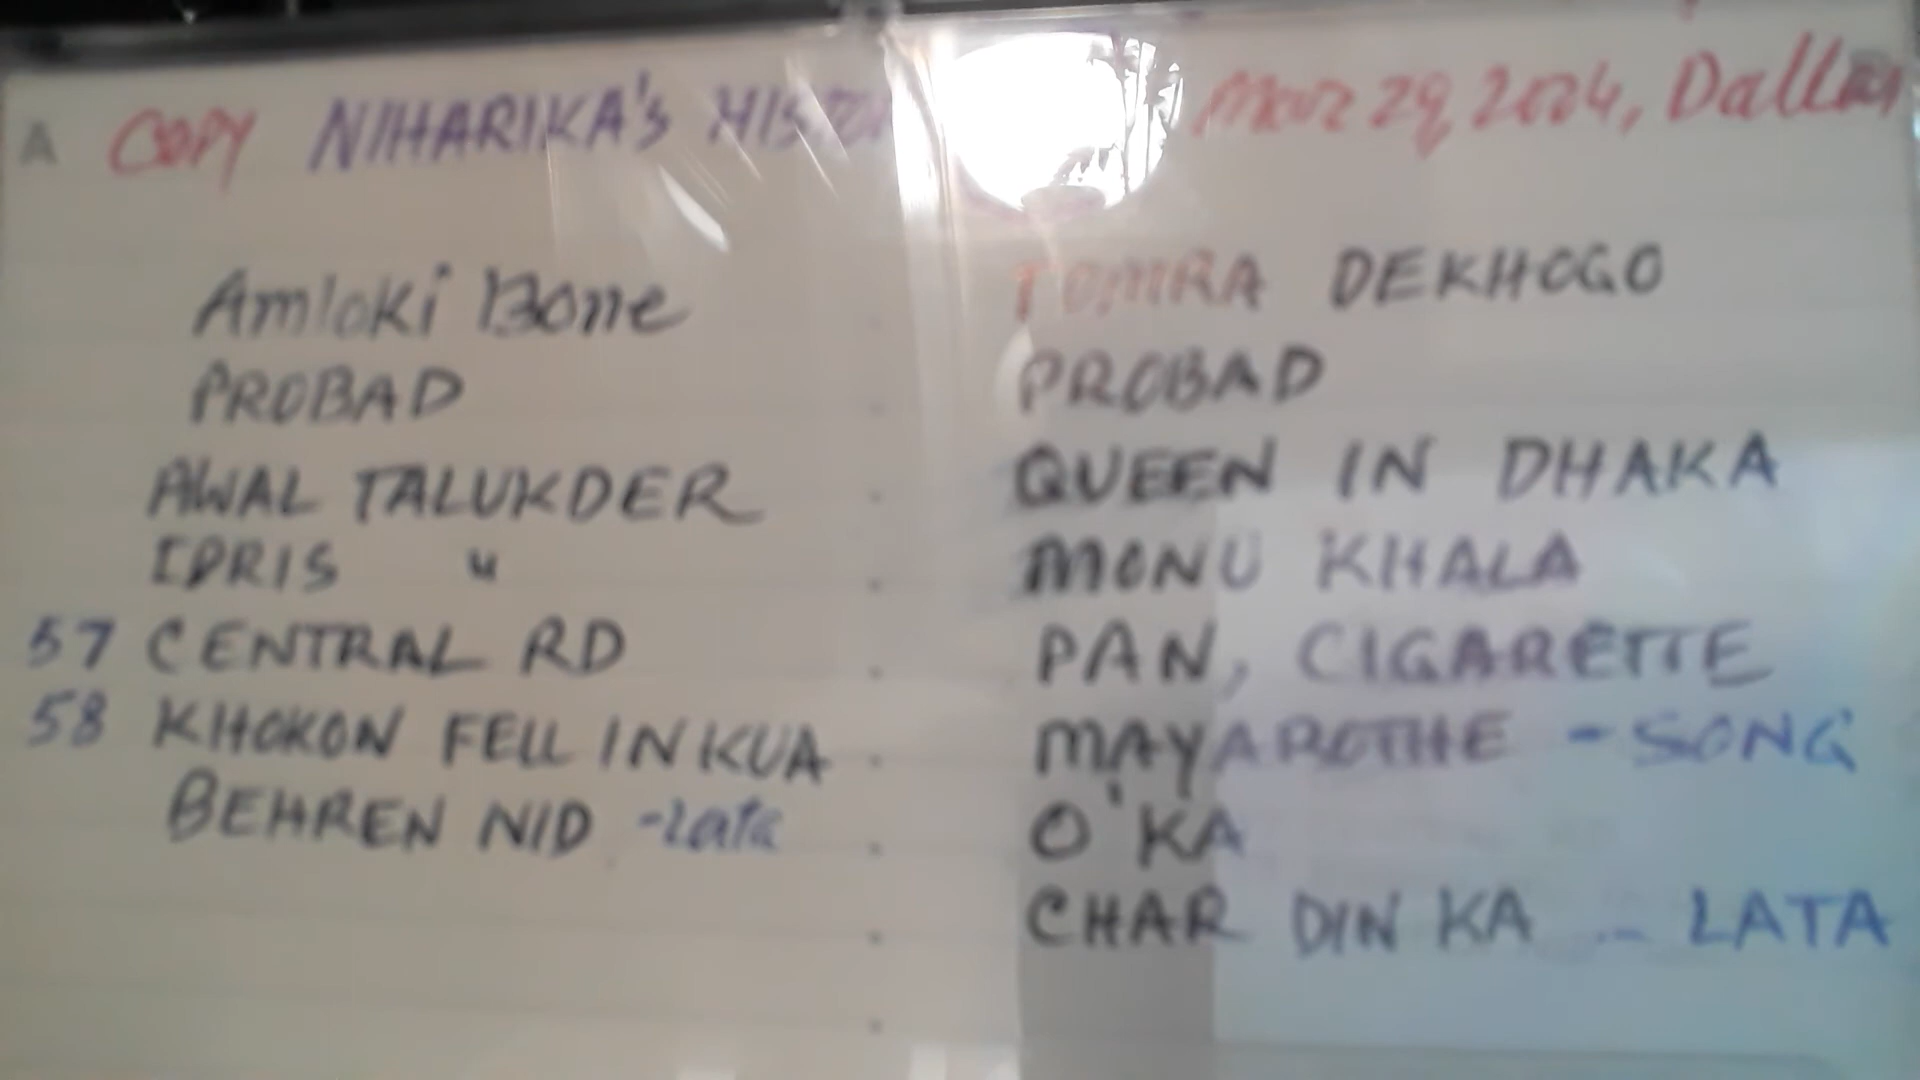 A COPY NIHARIKA'S Mar 29, 2024, Dallas
Amloki Bone
PROBAD
AWAL TALUKDER
IDRIS "
57 CENTRAL RD
58 KHOKON FELL IN KUA
BEHREN NID - Lata
TOMRA DEKHOGO
PROBAD
QUEEN IN DHAKA
MONU KHALA
PAN, CIGARETTE
MAYAROTHE - SONG
O'KA
CHAR DIN KA - LATA